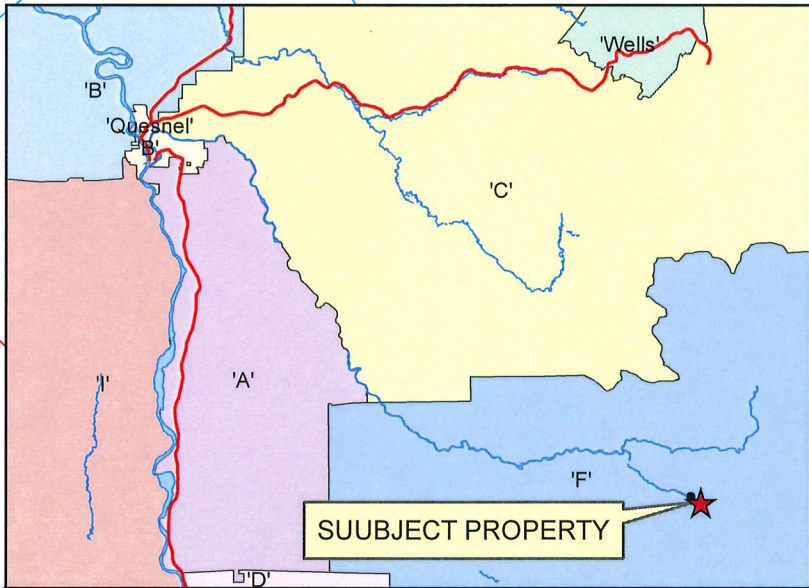 'Wells'
'B'
'Quesnel'
B'
'C'
'A'
'I'
'F'
SUUBJECT PROPERTY
'D'